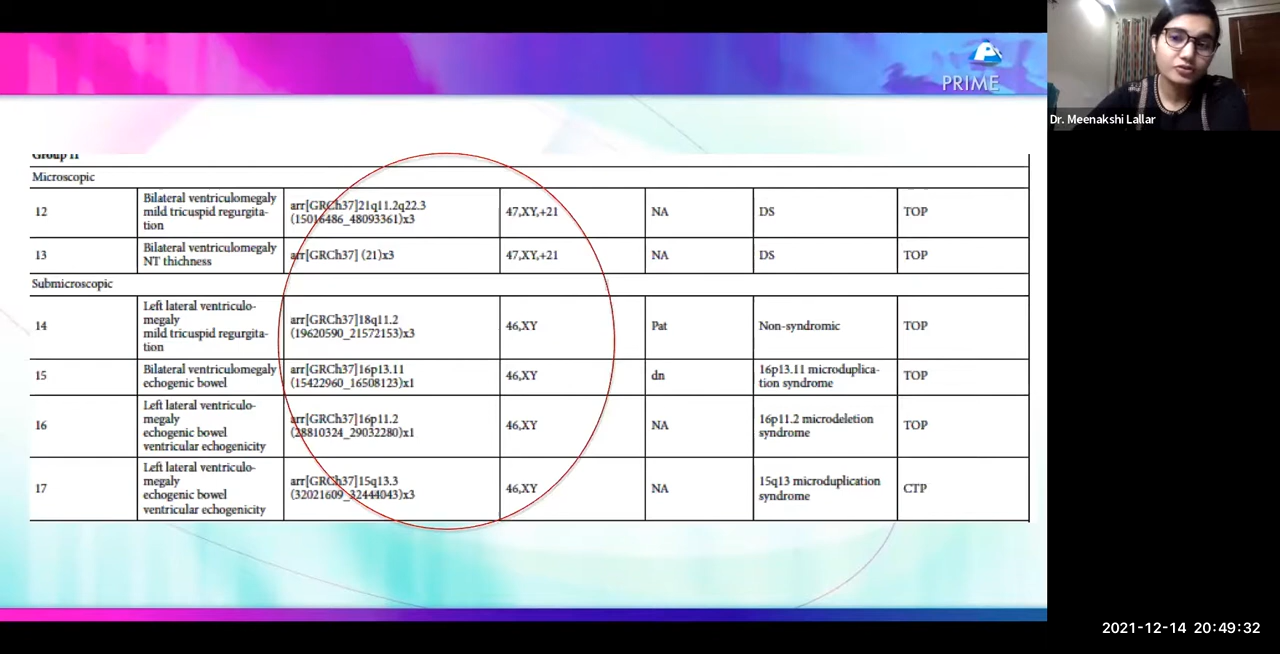 PRIME
Dr. Meenakshi Lallar
Group II
Microscopic
12
Bilateral ventriculomegaly
mild tricuspid regurgita-
tion
arr[GRCh37]21q11.2q22.3
(15016486_48093361)x3
47,XY,+21
NA
DS
TOP
13
Bilateral ventriculomegaly
NT thichness
arr[GRCh37] (21)x3
47,XY,+21
NA
DS
TOP
Submicroscopic
14
Left lateral ventriculo-
megaly
mild tricuspid regurgita-
tion
arr[GRCh37]18q11.2
(19620590_21572153)x3
46,XY
Pat
Non-syndromic
TOP
15
Bilateral ventriculomegaly
echogenic bowel
arr[GRCh37]16p13.11
(15422960_16508123)x1
46,XY
dn
16p13.11 microduplica-
tion syndrome
TOP
16
Left lateral ventriculo-
megaly
echogenic bowel
ventricular echogenicity
arr[GRCh37]16p11.2
(28810324_29032280)x1
46,XY
NA
16p11.2 microdeletion
syndrome
TOP
17
Left lateral ventriculo-
megaly
echogenic bowel
ventricular echogenicity
arr[GRCh37]15q13.3
(32021609_32444043)x3
46,XY
NA
15q13 microduplication
syndrome
CTP
2021-12-14 20:49:32